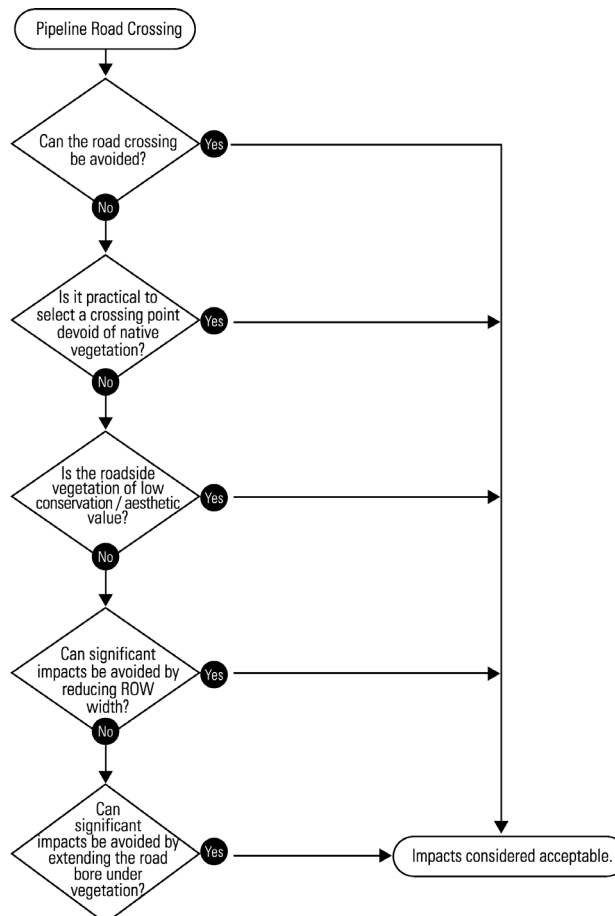 Pipeline Road Crossing
Can the road crossing
be avoided?
Yes
No
Is it practical to
select a crossing point
devoid of native
vegetation?
Yes
No
Is the roadside
vegetation of low
conservation / aesthetic
value?
Yes
No
Can significant
impacts be avoided by
reducing ROW
width?
Yes
No
Can
significant
impacts be avoided by
extending the road
bore under
vegetation?
Yes
Impacts considered acceptable.